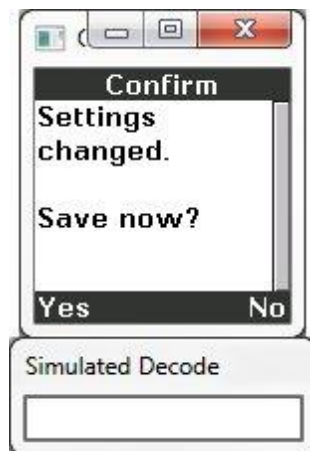 Confirm
Settings
changed.
Save now?
Yes No
Simulated Decode